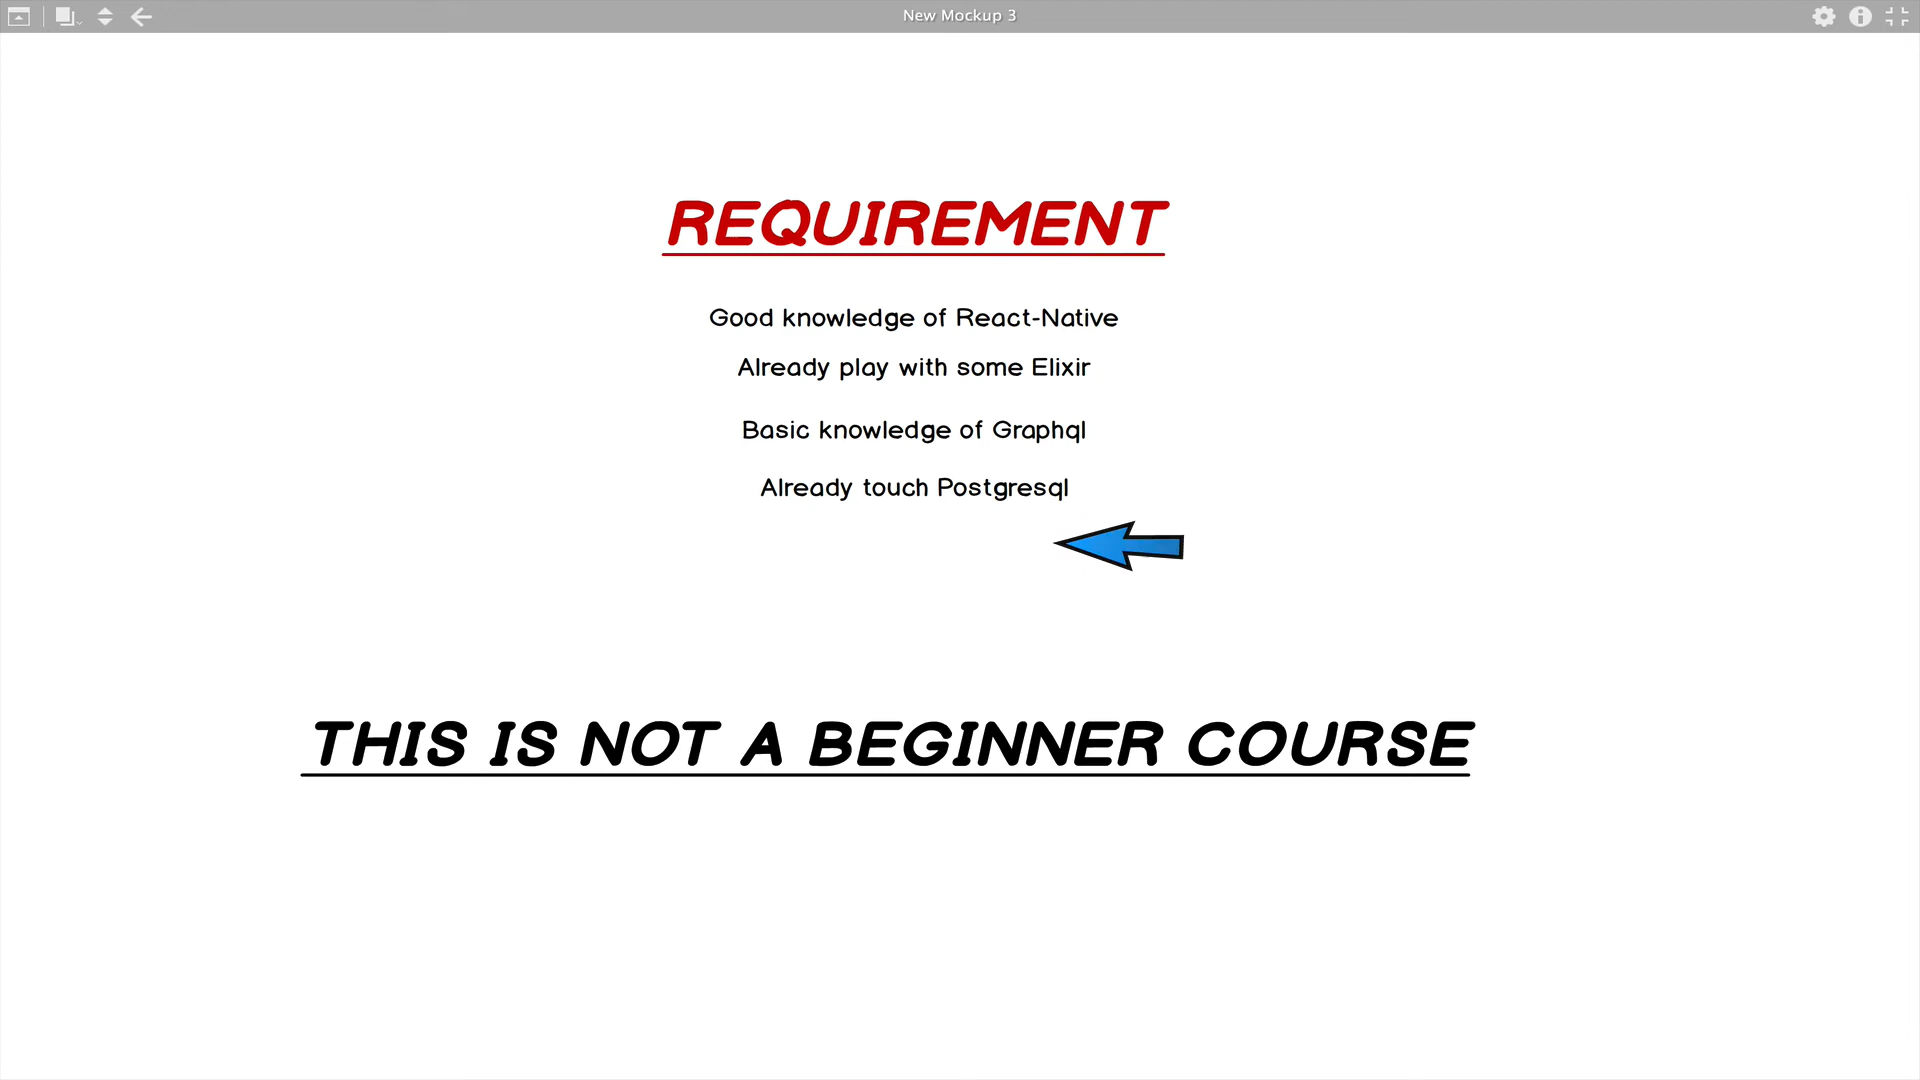 New Mockup 3
REQUIREMENT
Good knowledge of React-Native
Already play with some Elixir
Basic knowledge of Graphql
Already touch Postgresql
THIS IS NOT A BEGINNER COURSE